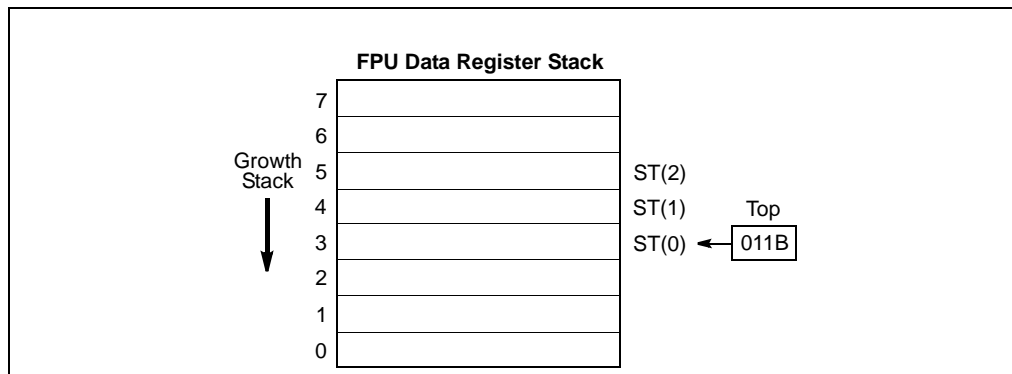 FPU Data Register Stack
7
6
Growth
Stack
5
ST(2)
4
ST(1)
Top
3
ST(0)
011B
2
1
0